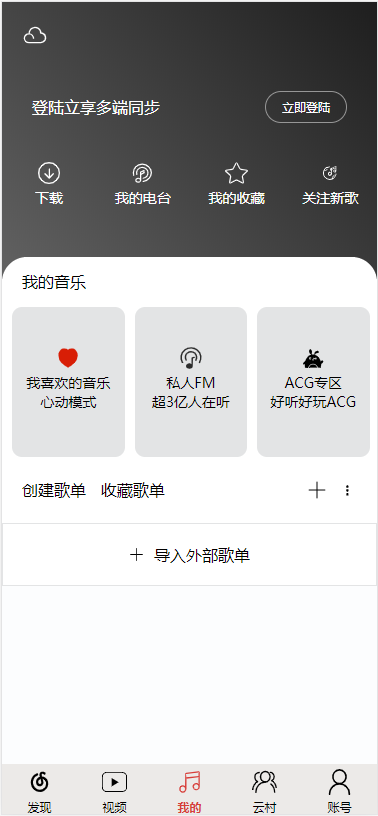 登陆立享多端同步 立即登陆
下载 我的电台 我的收藏 关注新歌
我的音乐
我喜欢的音乐 私人FM ACG专区
心动模式 超3亿人在听 好听好玩ACG
创建歌单 收藏歌单
导入外部歌单
发现 视频 我的 云村 账号